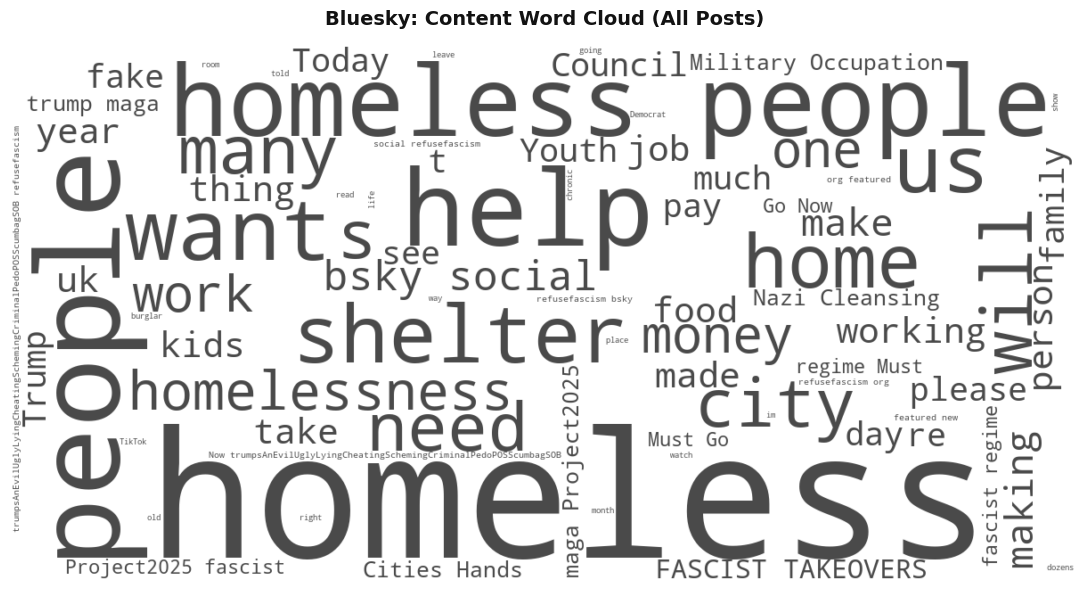 Bluesky: Content Word Cloud (All Posts)
going
leave
room
told
Today
Council
Military Occupation
fake
homeless
people
trump maga
show
Democrat
year
many
social refusefascism
t
Youth
job
one
us
thing
read
life
help
chronic
much
org featured
family
wants
pay
Go Now
make
see
home
will
uk
bsky
social
work
way
refusefascism bsky
food
Nazi Cleansing
person
burglar
people
Trump
kids
shelter
place
money
working
regime Must
made
refusefascism org
please
homelessness
city
im
featured new
take
need
Must Go
day
re
TikTok
Now trumpsAnEvilUglyLyingCheatingSchemingCriminalPedoPOSScumbagSOB
watch
trumpsAnEvilUglyLyingCheatingSchemingCriminalPedoPOSScumbagSOB refusefascism
maga Project2025
fascist regime
making
homeless
old
right
month
Project2025 fascist
Cities Hands
FASCIST TAKEOVERS
dozens